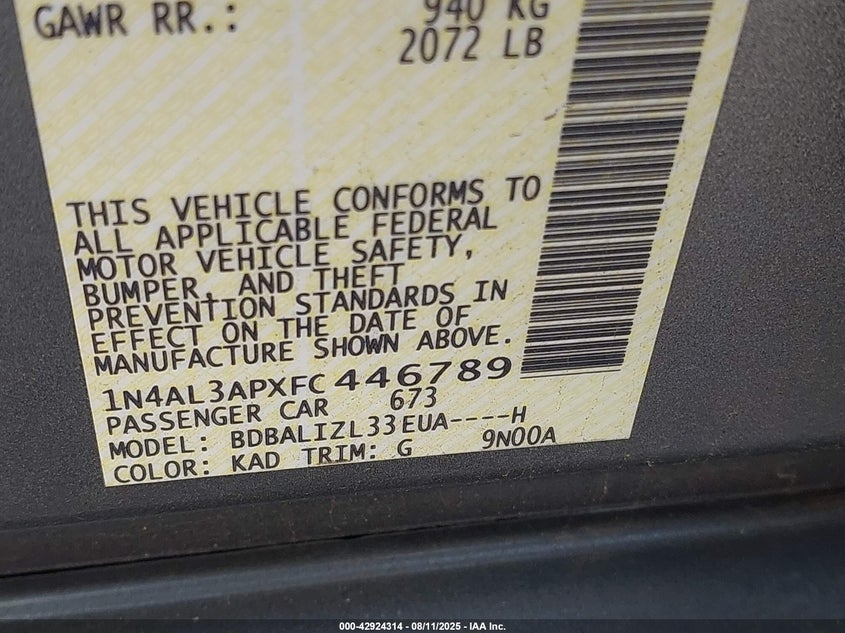 GAWR RR.: 940 KG
2072 LB
THIS VEHICLE CONFORMS TO
ALL APPLICABLE FEDERAL
MOTOR VEHICLE SAFETY,
BUMPER, AND THEFT
PREVENTION STANDARDS IN
EFFECT ON THE DATE OF
MANUFACTURE SHOWN ABOVE.
1N4AL3APXFC446789
PASSENGER CAR 673
MODEL: BDBALIZL33EUA----H
COLOR: KAD TRIM: G 9N00A
000-42924314 - 08/11/2025 - IAA Inc.